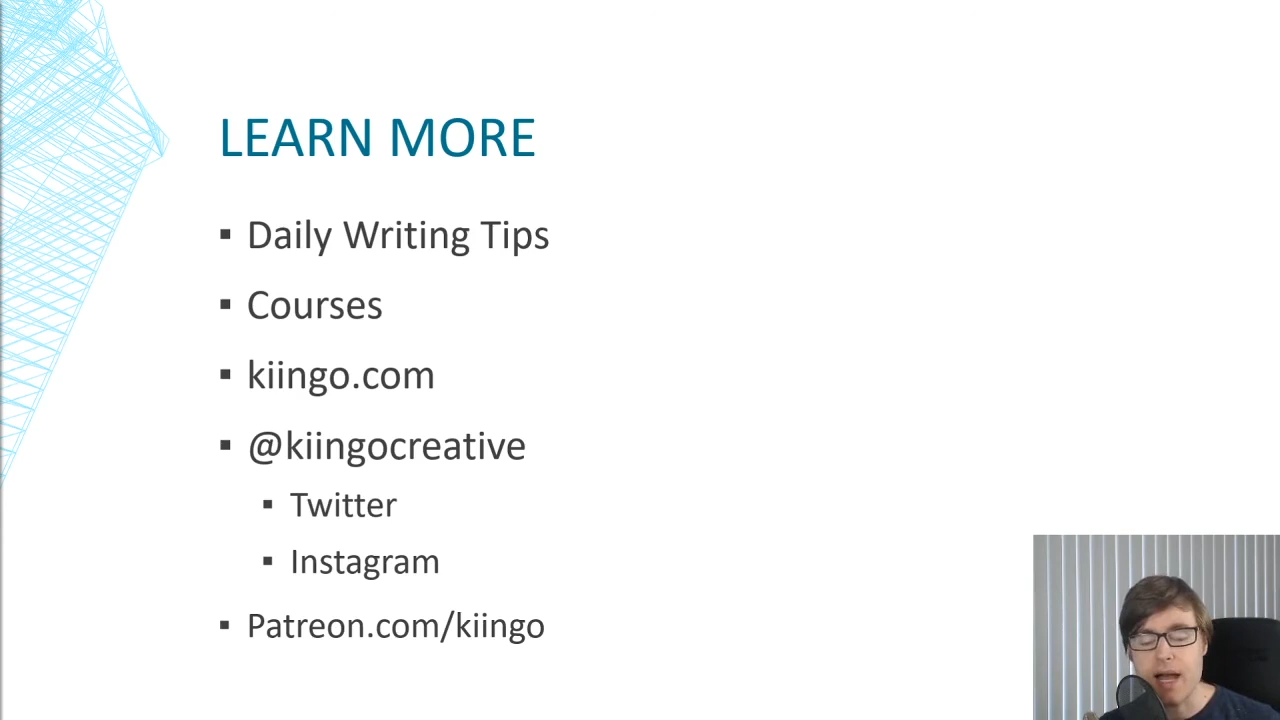 LEARN MORE
Daily Writing Tips
Courses
kiingo.com
@kiingocreative
Twitter
Instagram
Patreon.com/kiingo